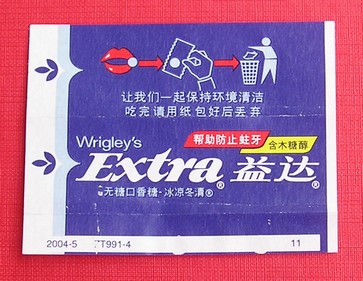 让我们一起保持环境清洁
吃完请用纸 包好后丢弃
Wrigley's
帮助防止蛀牙
含木糖醇
Extra® 益达®
无糖口香糖-冰凉冬清®
2004-5
T991-4
11